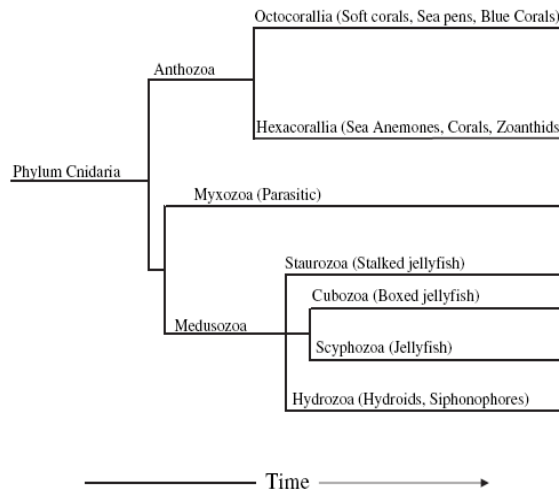 Octocorallia (Soft corals, Sea pens, Blue Corals)
Anthozoa
Hexacorallia (Sea Anemones, Corals, Zoanthids
Phylum Cnidaria
Myxozoa (Parasitic)
Staurozoa (Stalked jellyfish)
Cubozoa (Boxed jellyfish)
Medusozoa
Scyphozoa (Jellyfish)
Hydrozoa (Hydroids, Siphonophores)
Time